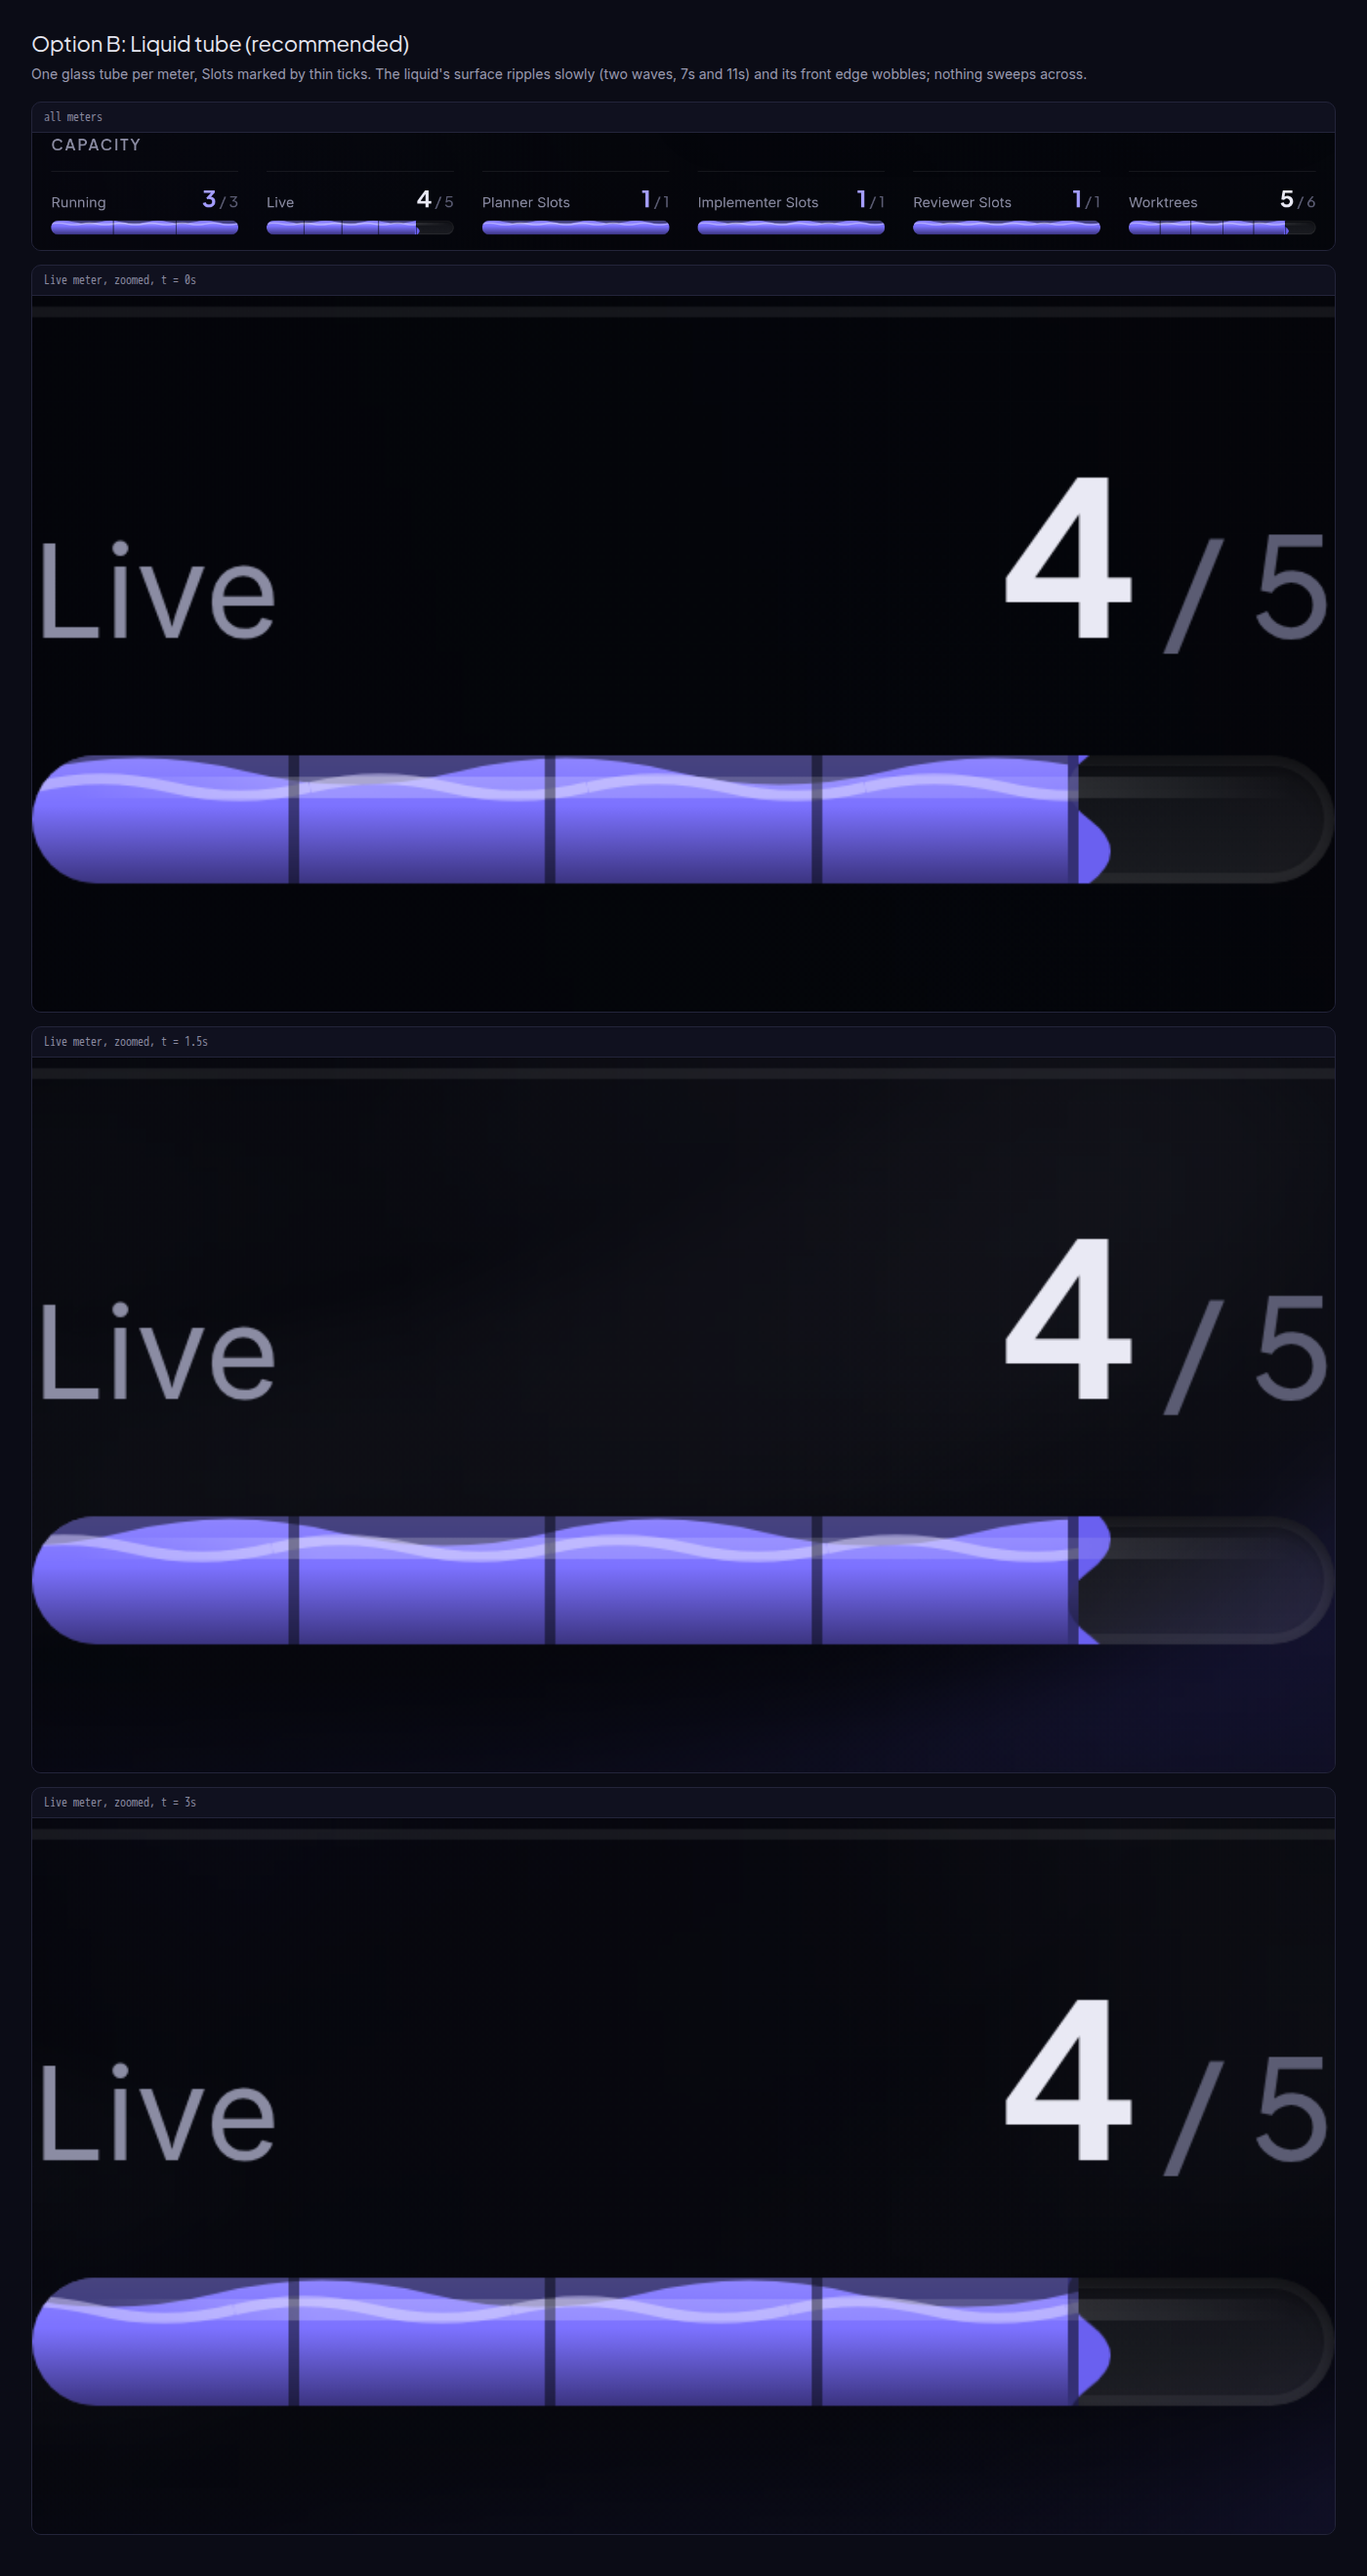 Option B: Liquid tube (recommended)
One glass tube per meter, Slots marked by thin ticks. The liquid's surface ripples slowly (two waves, 7s and 11s) and its front edge wobbles; nothing sweeps across.
all meters
CAPACITY
Running 3 / 3 Live 4 / 5 Planner Slots 1 / 1 Implementer Slots 1 / 1 Reviewer Slots 1 / 1 Worktrees 5 / 6
Live meter, zoomed, t = 0s
Live 4 / 5
Live meter, zoomed, t = 1.5s
Live 4 / 5
Live meter, zoomed, t = 3s
Live 4 / 5